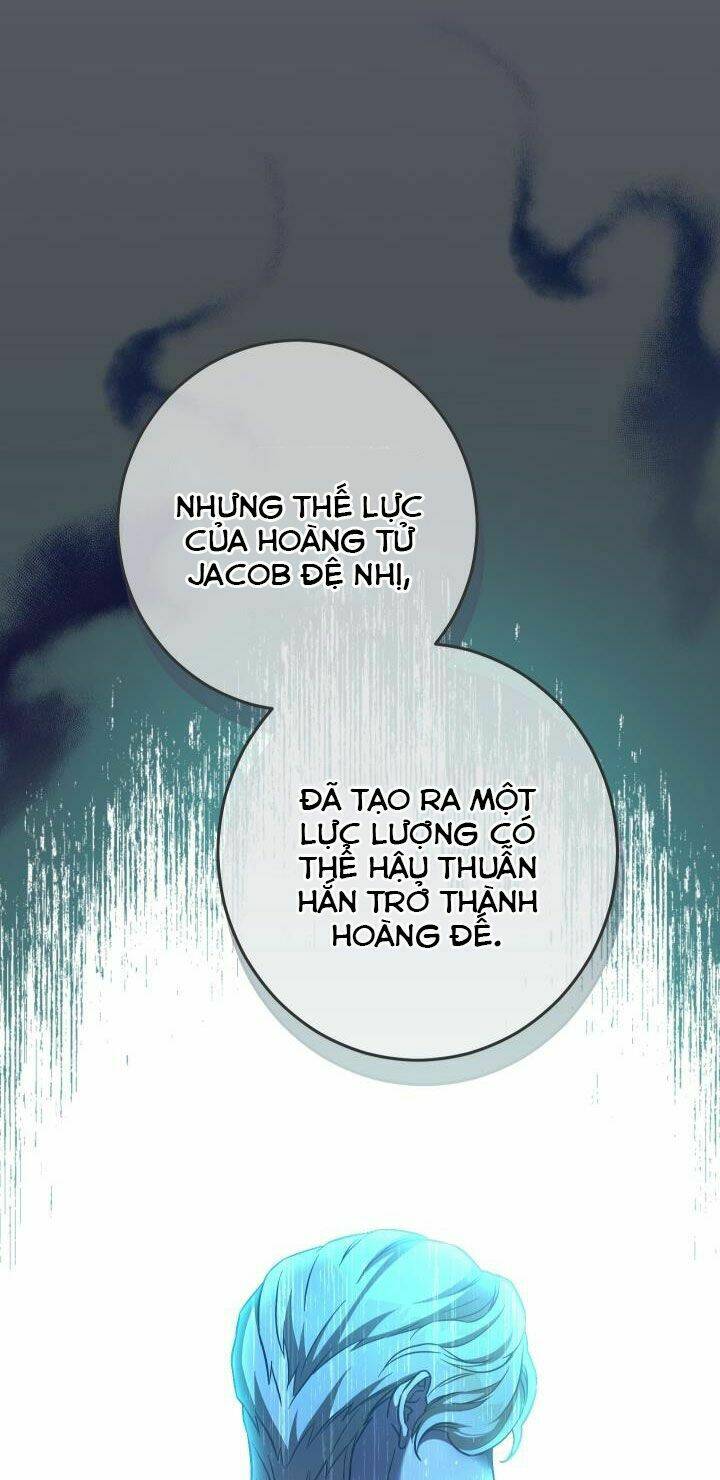 NHƯNG THẾ LỰC
CỦA HOÀNG TỬ
JACOB ĐỆ NHỊ,
ĐÃ TẠO RA MỘT
LỰC LƯỢNG CÓ
THỂ HẬU THUẪN
HẮN TRỞ THÀNH
HOÀNG ĐẾ.